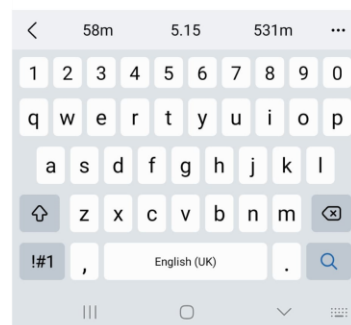 58m 5.15 531m
1 2 3 4 5 6 7 8 9 0
q w e r t y u i o p
a s d f g h j k l
z x c v b n m
!#1 , English (UK) .